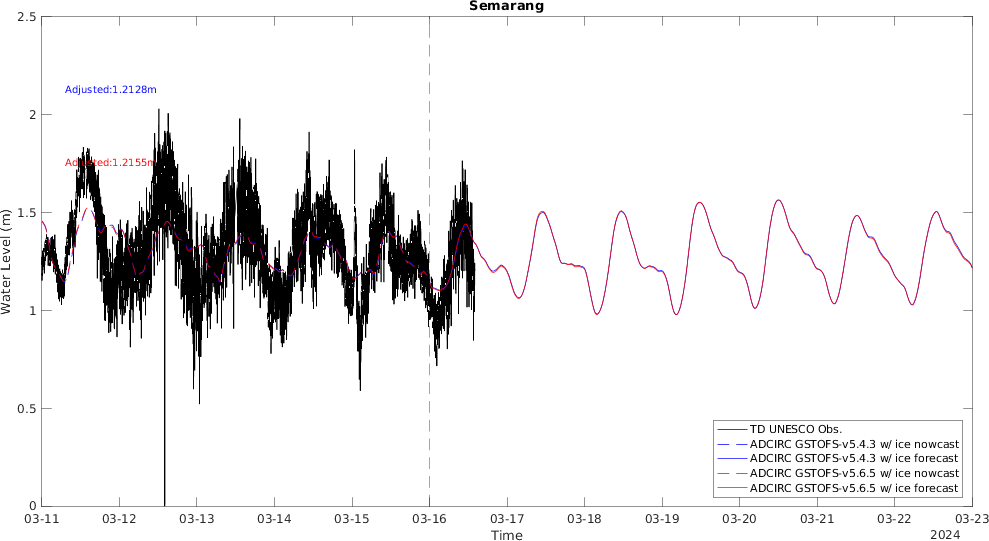 Semarang
2.5
2
1.5
1
0.5
0
Water Level (m)
Adjusted:1.2128m
Adjusted:1.2155m
TD UNESCO Obs.
ADCIRC GSTOFS-v5.4.3 w/ ice nowcast
ADCIRC GSTOFS-v5.4.3 w/ ice forecast
ADCIRC GSTOFS-v5.6.5 w/ ice nowcast
ADCIRC GSTOFS-v5.6.5 w/ ice forecast
03-11 03-12 03-13 03-14 03-15 03-16 03-17 03-18 03-19 03-20 03-21 03-22 03-23
Time
2024